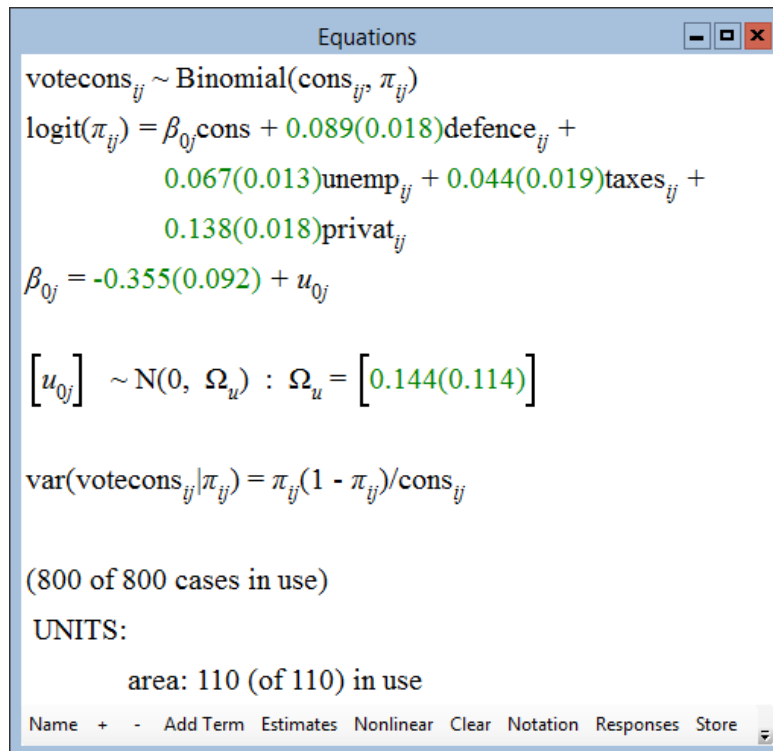 Equations
votecons_ij ~ Binomial(cons_ij, π_ij)
logit(π_ij) = β_0jcons + 0.089(0.018)defence_ij +
0.067(0.013)unemp_ij + 0.044(0.019)taxes_ij +
0.138(0.018)privat_ij
β_0j = -0.355(0.092) + u_0j
[u_0j] ~ N(0, Ω_u) : Ω_u = [0.144(0.114)]
var(votecons_ij|π_ij) = π_ij(1 - π_ij)/cons_ij
(800 of 800 cases in use)
UNITS:
area: 110 (of 110) in use
Name + - Add Term Estimates Nonlinear Clear Notation Responses Store